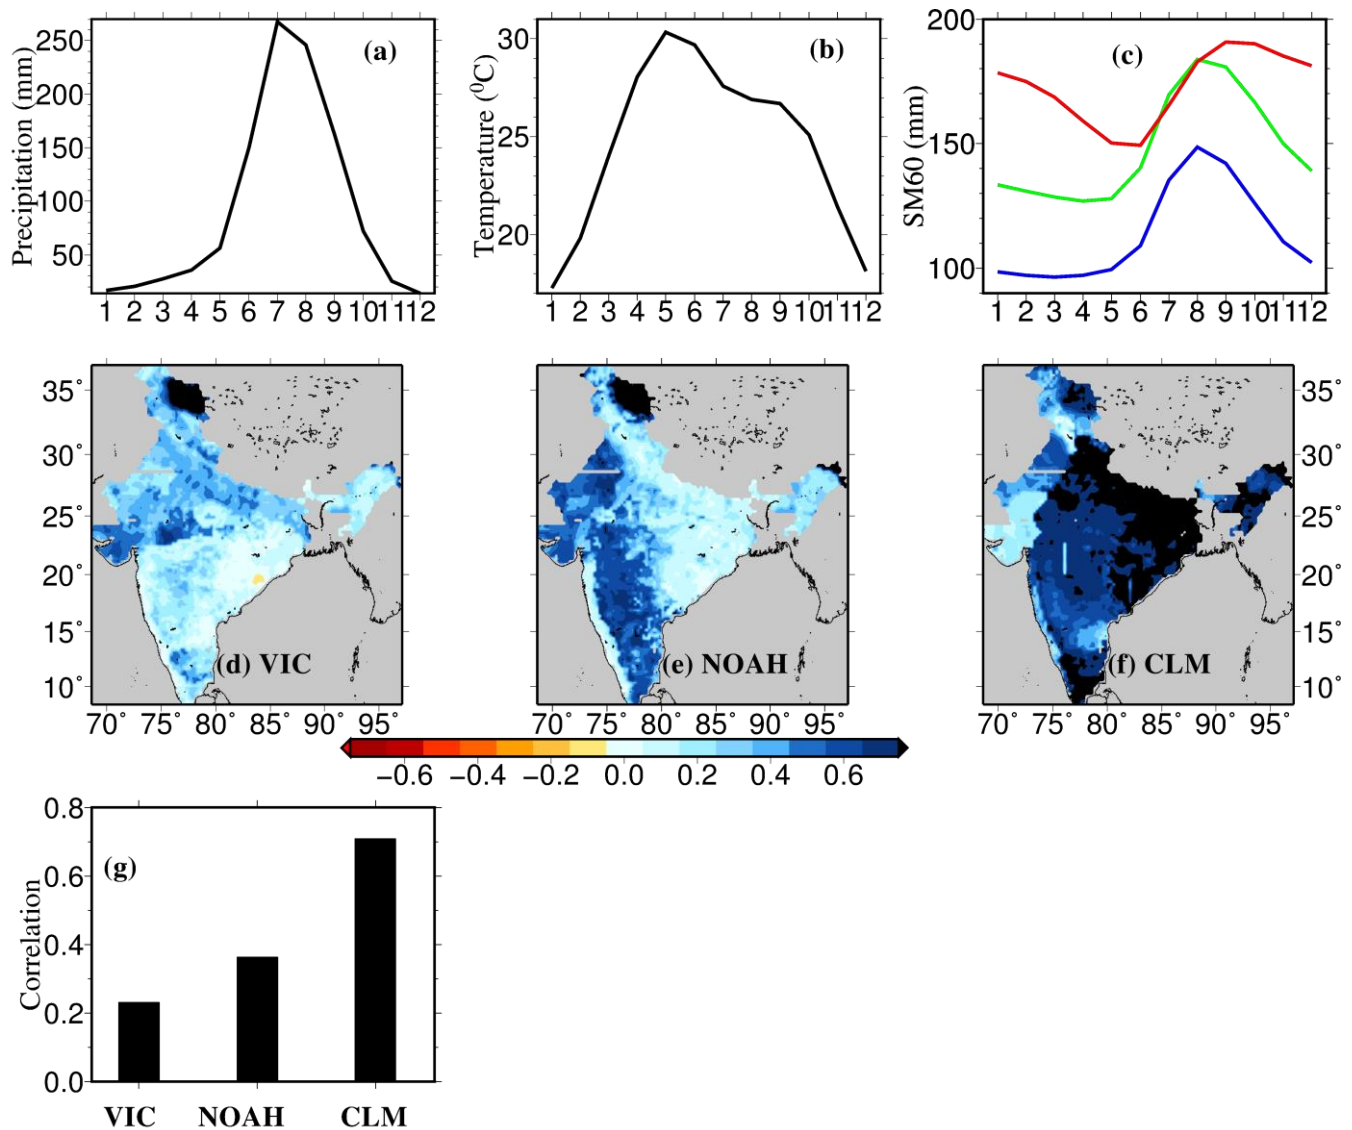 (a)
Precipitation (mm)
250
200
150
100
50
1 2 3 4 5 6 7 8 9 10 11 12
(b)
Temperature (⁰C)
30
25
20
1 2 3 4 5 6 7 8 9 10 11 12
(c)
SM60 (mm)
200
150
100
1 2 3 4 5 6 7 8 9 10 11 12
35° 35°
30° 30°
25° 25°
20° 20°
15° 15°
10° 10°
(d) VIC (e) NOAH (f) CLM
70° 75° 80° 85° 90° 95° 70° 75° 80° 85° 90° 95° 70° 75° 80° 85° 90° 95°
−0.6 −0.4 −0.2 0.0 0.2 0.4 0.6
(g)
Correlation
0.8
0.6
0.4
0.2
0.0
VIC NOAH CLM